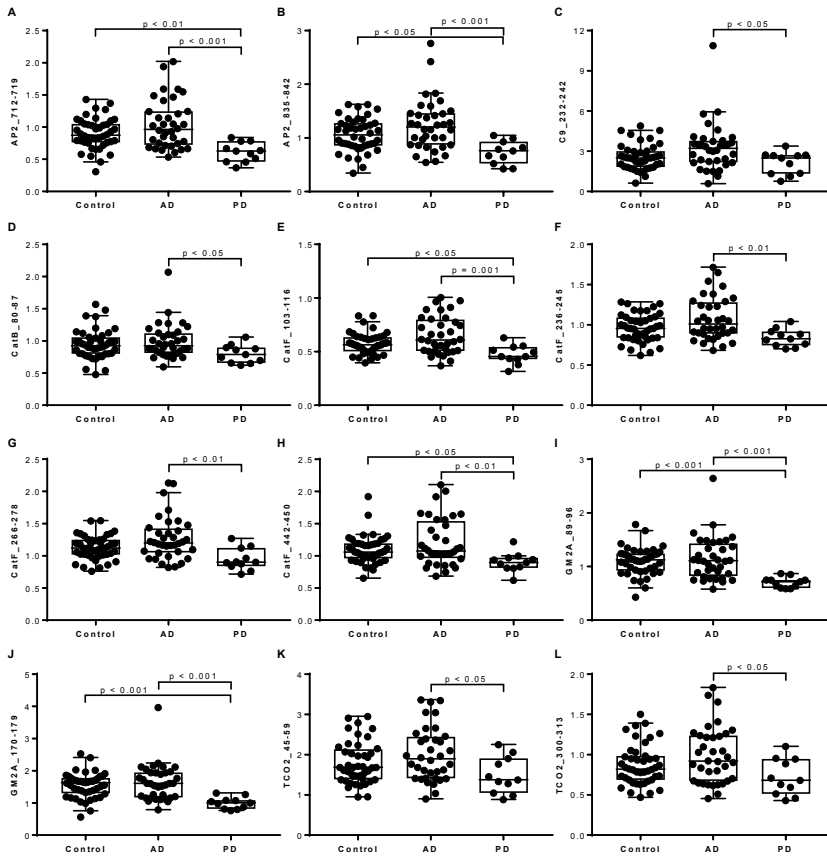 A
p < 0.01
p < 0.001
AP2_712-719
2.5
2.0
1.5
1.0
0.5
0.0
Control AD PD
B
p < 0.001
p < 0.05
AP2_835-842
3
2
1
0
Control AD PD
C
p < 0.05
C9_232-242
12
9
6
3
0
Control AD PD
D
p < 0.05
CatB_80-87
2.5
2.0
1.5
1.0
0.5
0.0
Control AD PD
E
p < 0.05
p = 0.001
CatF_103-116
1.5
1.0
0.5
0.0
Control AD PD
F
p < 0.01
CatF_236-245
2.0
1.5
1.0
0.5
0.0
Control AD PD
G
p < 0.01
CatF_266-278
2.5
2.0
1.5
1.0
0.5
0.0
Control AD PD
H
p < 0.05
p < 0.01
CatF_442-450
2.5
2.0
1.5
1.0
0.5
0.0
Control AD PD
I
p < 0.001
p < 0.001
GM2A_89-96
3
2
1
0
Control AD PD
J
p < 0.001
p < 0.001
GM2A_170-179
5
4
3
2
1
0
Control AD PD
K
p < 0.05
TCO2_45-59
4
3
2
1
0
Control AD PD
L
p < 0.05
TCO2_300-313
2.0
1.5
1.0
0.5
0.0
Control AD PD